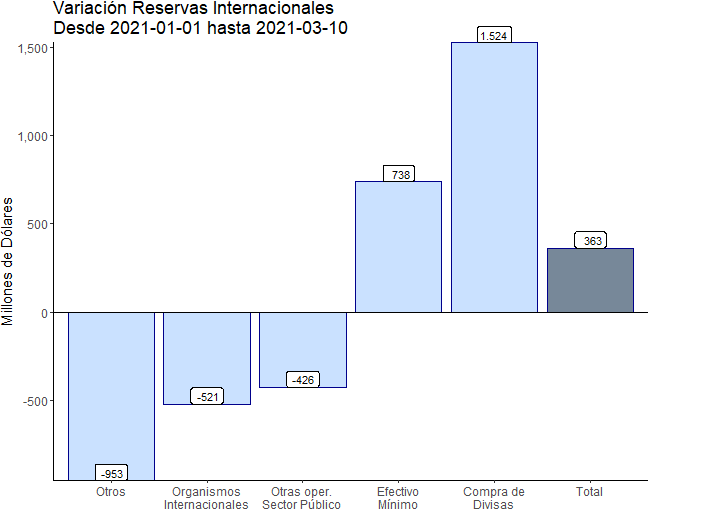 Variación Reservas Internacionales
Desde 2021-01-01 hasta 2021-03-10
Millones de Dólares
1,500
1,000
500
0
-500
-953
-521
-426
738
1.524
363
Otros
Organismos
Internacionales
Otras oper.
Sector Público
Efectivo
Mínimo
Compra de
Divisas
Total